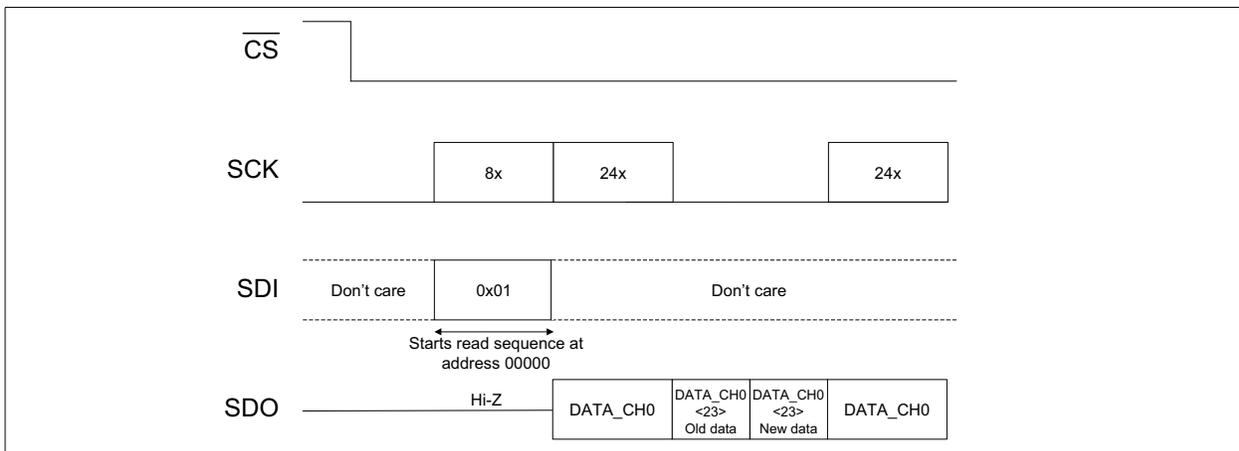 CS
SCK
8x
24x
24x
SDI
Don't care
0x01
Don't care
Starts read sequence at
address 00000
SDO
Hi-Z
DATA_CH0
DATA_CH0
<23>
Old data
DATA_CH0
<23>
New data
DATA_CH0